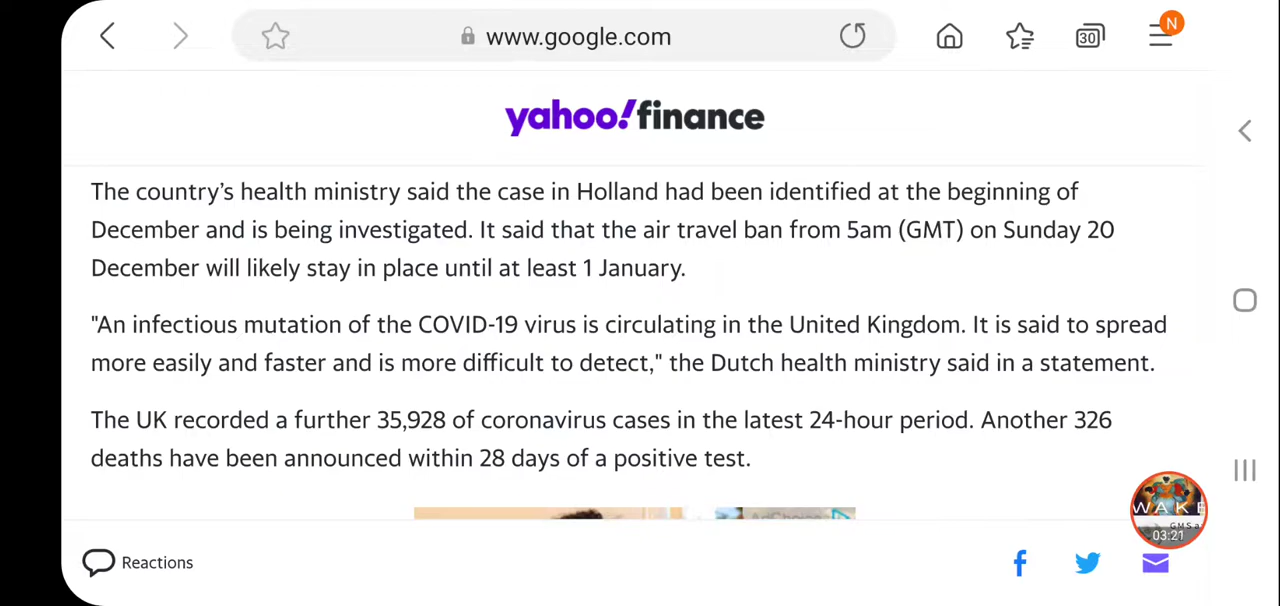 www.google.com
30
N
yahoo!finance
The country’s health ministry said the case in Holland had been identified at the beginning of
December and is being investigated. It said that the air travel ban from 5am (GMT) on Sunday 20
December will likely stay in place until at least 1 January.
"An infectious mutation of the COVID-19 virus is circulating in the United Kingdom. It is said to spread
more easily and faster and is more difficult to detect," the Dutch health ministry said in a statement.
The UK recorded a further 35,928 of coronavirus cases in the latest 24-hour period. Another 326
deaths have been announced within 28 days of a positive test.
WAKE
GMS a
03:21
Reactions